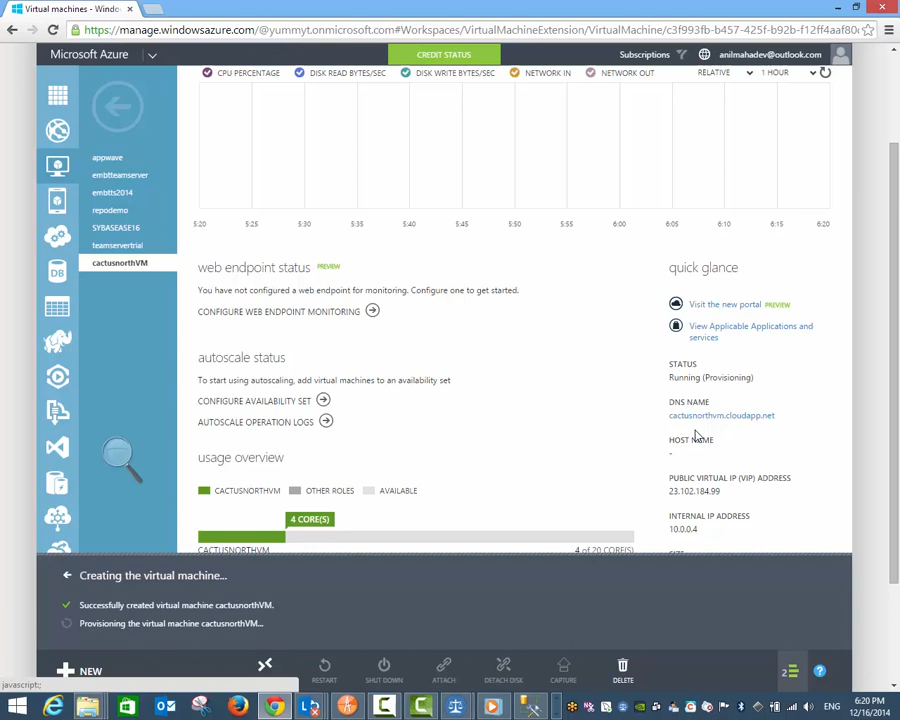 Virtual machines - Windo
https://manage.windowsazure.com/@yummyt.onmicrosoft.com#Workspaces/VirtualMachineExtension/VirtualMachine/c3f993fb-b457-425f-b92b-f12ff4aaf80
Microsoft Azure
CREDIT STATUS
Subscriptions
anilmahadev@outlook.com
CPU PERCENTAGE DISK READ BYTES/SEC DISK WRITE BYTES/SEC NETWORK IN NETWORK OUT RELATIVE 1 HOUR
5:20 5:25 5:30 5:35 5:40 5:45 5:50 5:55 6:00 6:05 6:10 6:15 6:20
appwave
embtteamserver
embtts2014
repodemo
SYBASEASE16
teamservertrial
cactusnorthVM
DB
web endpoint status PREVIEW
You have not configured a web endpoint for monitoring. Configure one to get started.
CONFIGURE WEB ENDPOINT MONITORING
autoscale status
To start using autoscaling, add virtual machines to an availability set
CONFIGURE AVAILABILITY SET
AUTOSCALE OPERATION LOGS
usage overview
CACTUSNORTHVM OTHER ROLES AVAILABLE
4 CORE(S)
CACTUSNORTHVM 4 of 20 CORE(S)
quick glance
Visit the new portal PREVIEW
View Applicable Applications and
services
STATUS
Running (Provisioning)
DNS NAME
cactusnorthvm.cloudapp.net
HOST NAME
-
PUBLIC VIRTUAL IP (VIP) ADDRESS
23.102.184.99
INTERNAL IP ADDRESS
10.0.0.4
SIZE
Creating the virtual machine...
Successfully created virtual machine cactusnorthVM.
Provisioning the virtual machine cactusnorthVM...
NEW
RESTART
SHUT DOWN
ATTACH
DETACH DISK
CAPTURE
DELETE
2
?
javascript:;
ENG
6:20 PM
12/16/2014